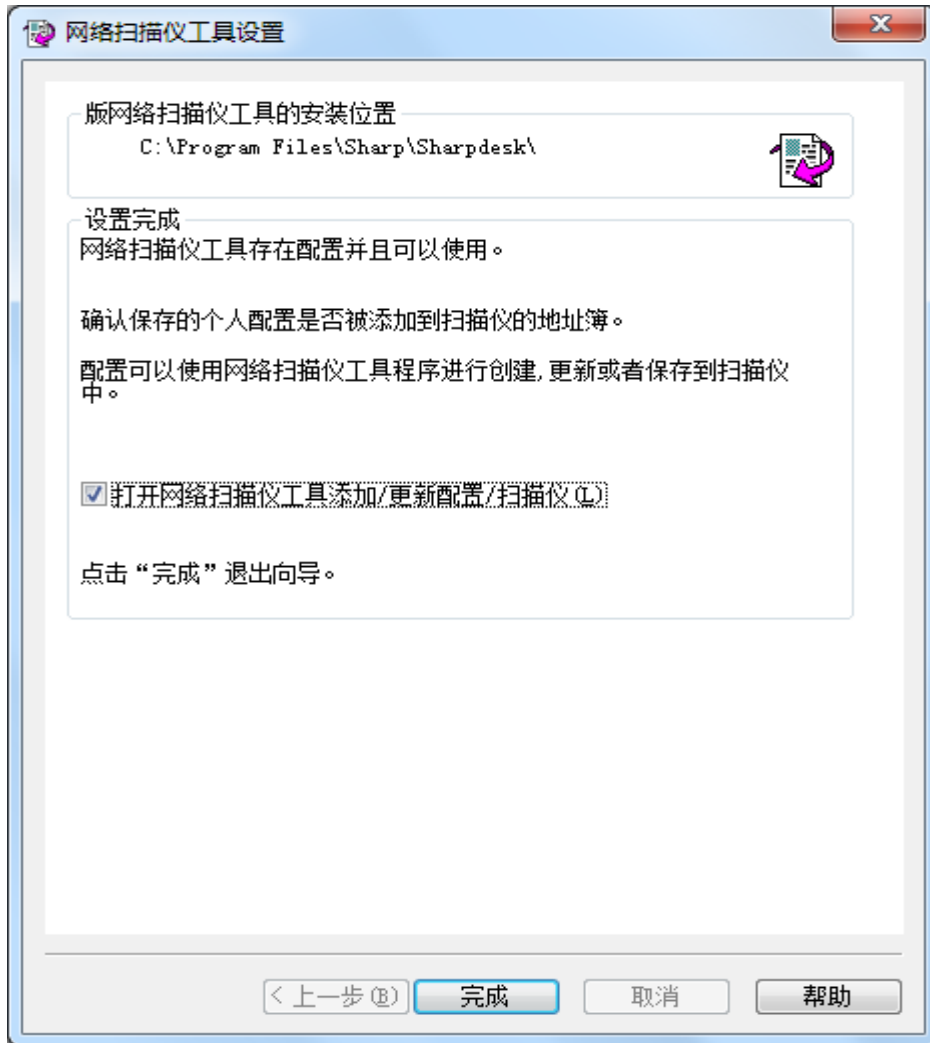 网络扫描仪工具设置
版网络扫描仪工具的安装位置
C:\Program Files\Sharp\Sharpdesk\
设置完成
网络扫描仪工具存在配置并且可以使用。
确认保存的个人配置是否被添加到扫描仪的地址簿。
配置可以使用网络扫描仪工具程序进行创建,更新或者保存到扫描仪
中。
打开网络扫描仪工具添加/更新配置/扫描仪(L)
点击“完成”退出向导。
< 上一步(B) 完成 取消 帮助